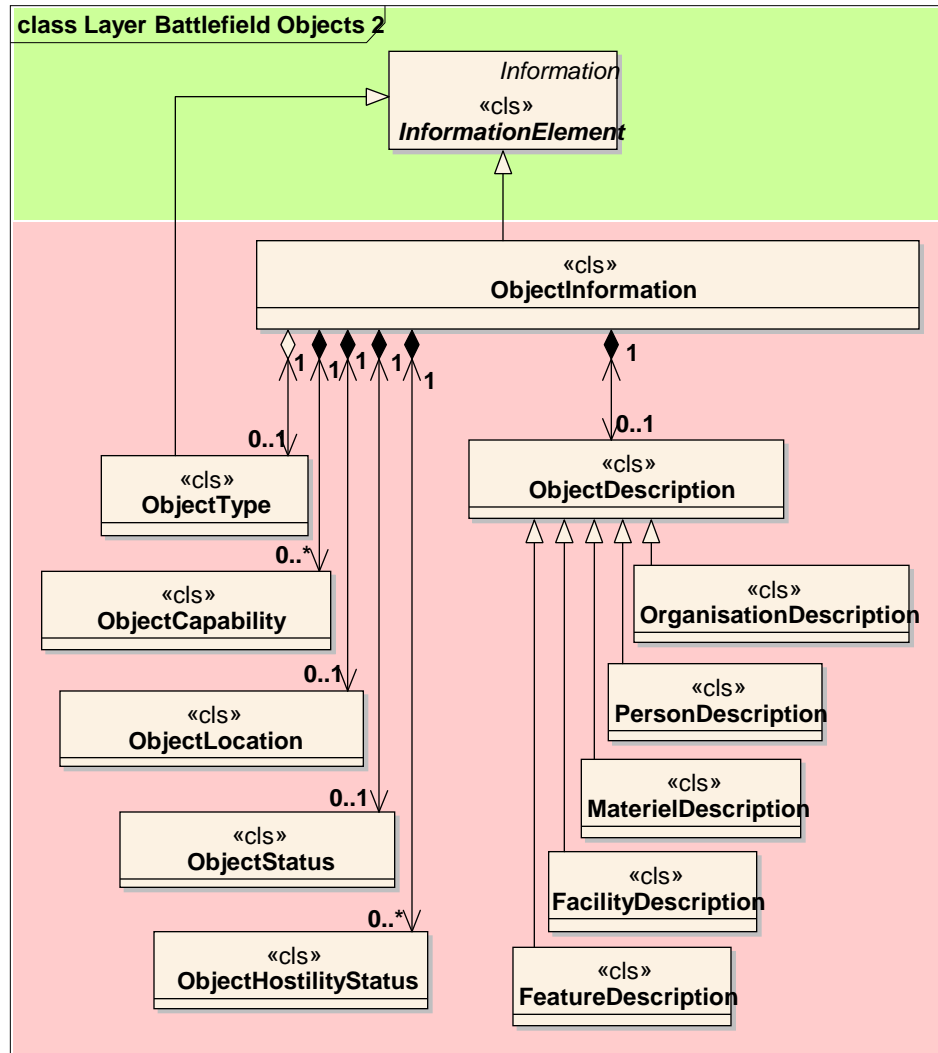 class Layer Battlefield Objects 2
Information
«cls»
InformationElement
«cls»
ObjectInformation
1
1
1
1
1
1
0..1
0..1
«cls»
ObjectType
«cls»
ObjectDescription
0..*
«cls»
ObjectCapability
«cls»
OrganisationDescription
0..1
«cls»
ObjectLocation
«cls»
PersonDescription
0..1
«cls»
ObjectStatus
«cls»
MaterielDescription
«cls»
FacilityDescription
0..*
«cls»
ObjectHostilityStatus
«cls»
FeatureDescription